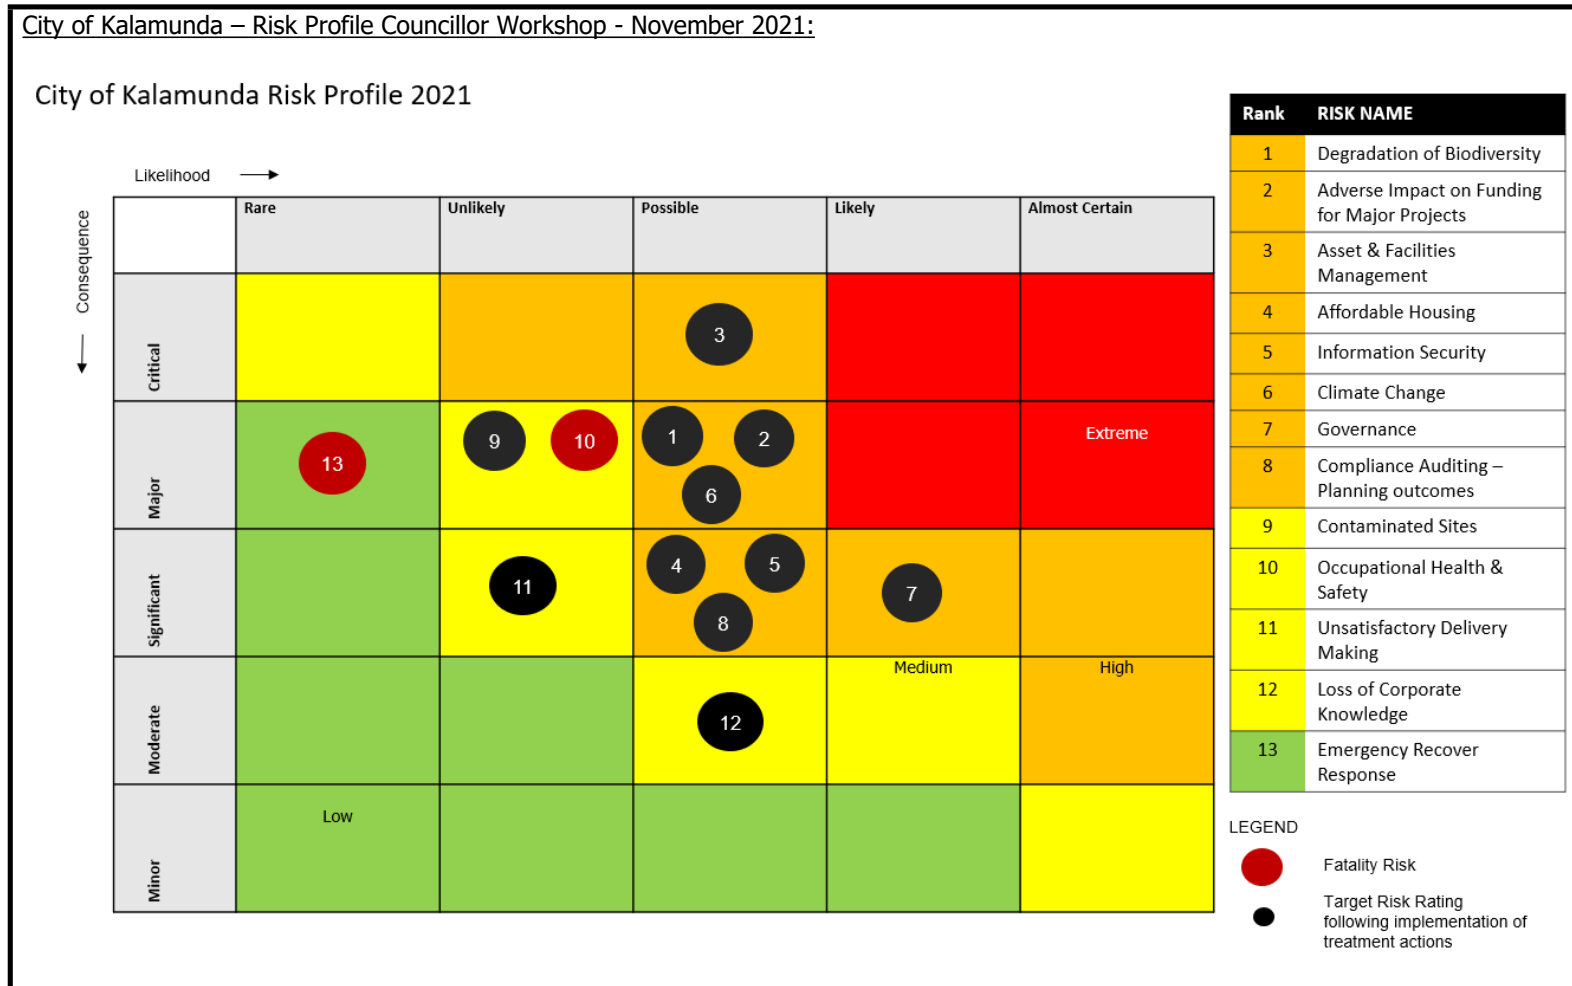 City of Kalamunda – Risk Profile Councillor Workshop - November 2021:
City of Kalamunda Risk Profile 2021
Likelihood
Consequence
Rare
Unlikely
Possible
Likely
Almost Certain
Critical
3
Major
13
9
10
1
2
6
Extreme
Significant
11
4
5
8
7
Moderate
12
Medium
High
Minor
Low
Rank RISK NAME
1 Degradation of Biodiversity
2 Adverse Impact on Funding
for Major Projects
3 Asset & Facilities
Management
4 Affordable Housing
5 Information Security
6 Climate Change
7 Governance
8 Compliance Auditing –
Planning outcomes
9 Contaminated Sites
10 Occupational Health &
Safety
11 Unsatisfactory Delivery
Making
12 Loss of Corporate
Knowledge
13 Emergency Recover
Response
LEGEND
Fatality Risk
Target Risk Rating
following implementation of
treatment actions